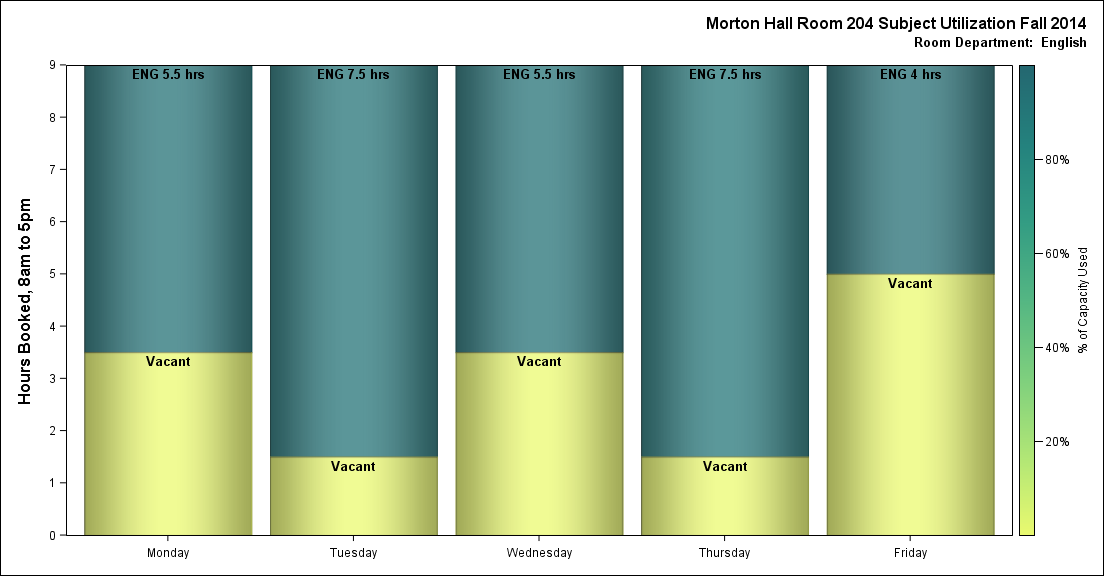 Morton Hall Room 204 Subject Utilization Fall 2014
Room Department:  English
Hours Booked, 8am to 5pm
9
8
7
6
5
4
3
2
1
0
ENG 5.5 hrs
Vacant
ENG 7.5 hrs
Vacant
ENG 5.5 hrs
Vacant
ENG 7.5 hrs
Vacant
ENG 4 hrs
Vacant
Monday
Tuesday
Wednesday
Thursday
Friday
80%
60%
40%
20%
% of Capacity Used